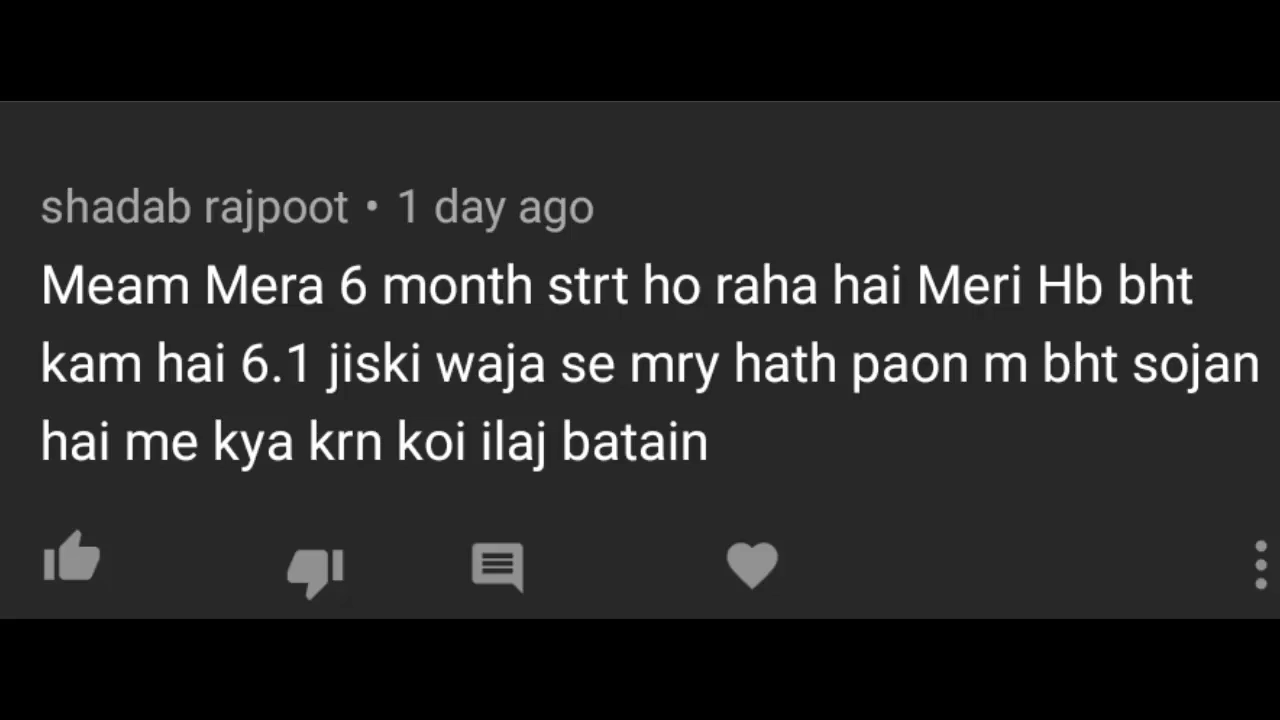 shadab rajpoot • 1 day ago
Meam Mera 6 month strt ho raha hai Meri Hb bht
kam hai 6.1 jiski waja se mry hath paon m bht sojan
hai me kya krn koi ilaj batain